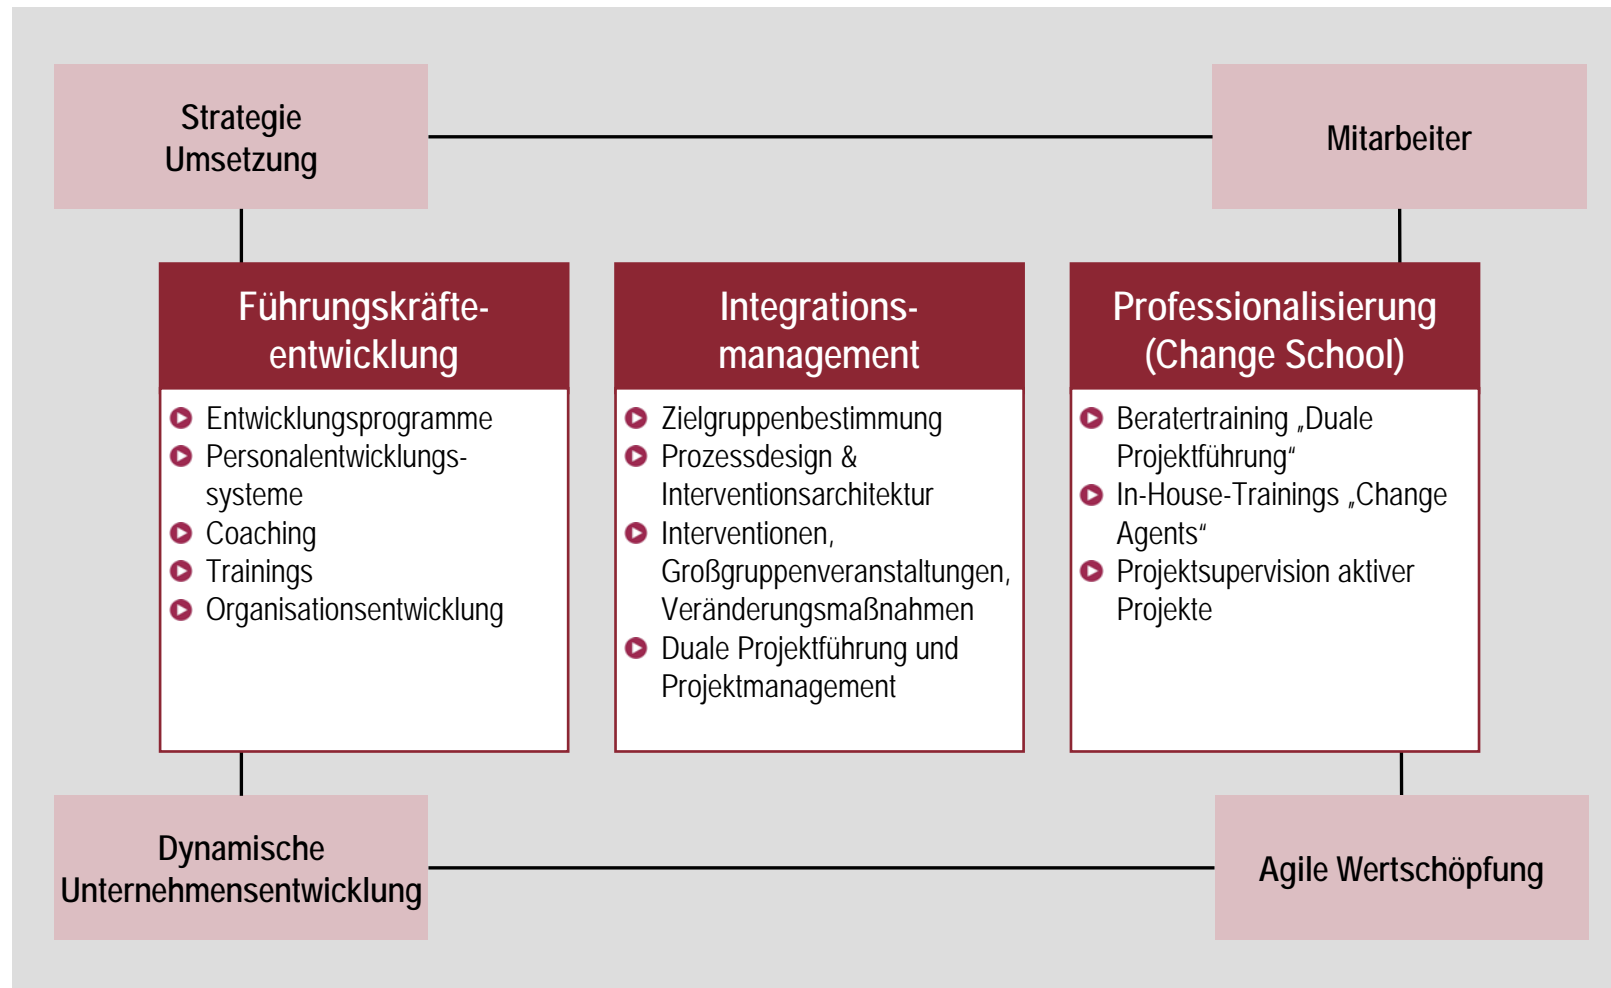 Strategie
Umsetzung
Mitarbeiter
Führungskräfte-
entwicklung
Entwicklungsprogramme
Personalentwicklungs-
systeme
Coaching
Trainings
Organisationsentwicklung
Integrations-
management
Zielgruppenbestimmung
Prozessdesign &
Interventionsarchitektur
Interventionen,
Großgruppenveranstaltungen,
Veränderungsmaßnahmen
Duale Projektführung und
Projektmanagement
Professionalisierung
(Change School)
Beratertraining „Duale
Projektführung“
In-House-Trainings „Change
Agents“
Projektsupervision aktiver
Projekte
Dynamische
Unternehmensentwicklung
Agile Wertschöpfung